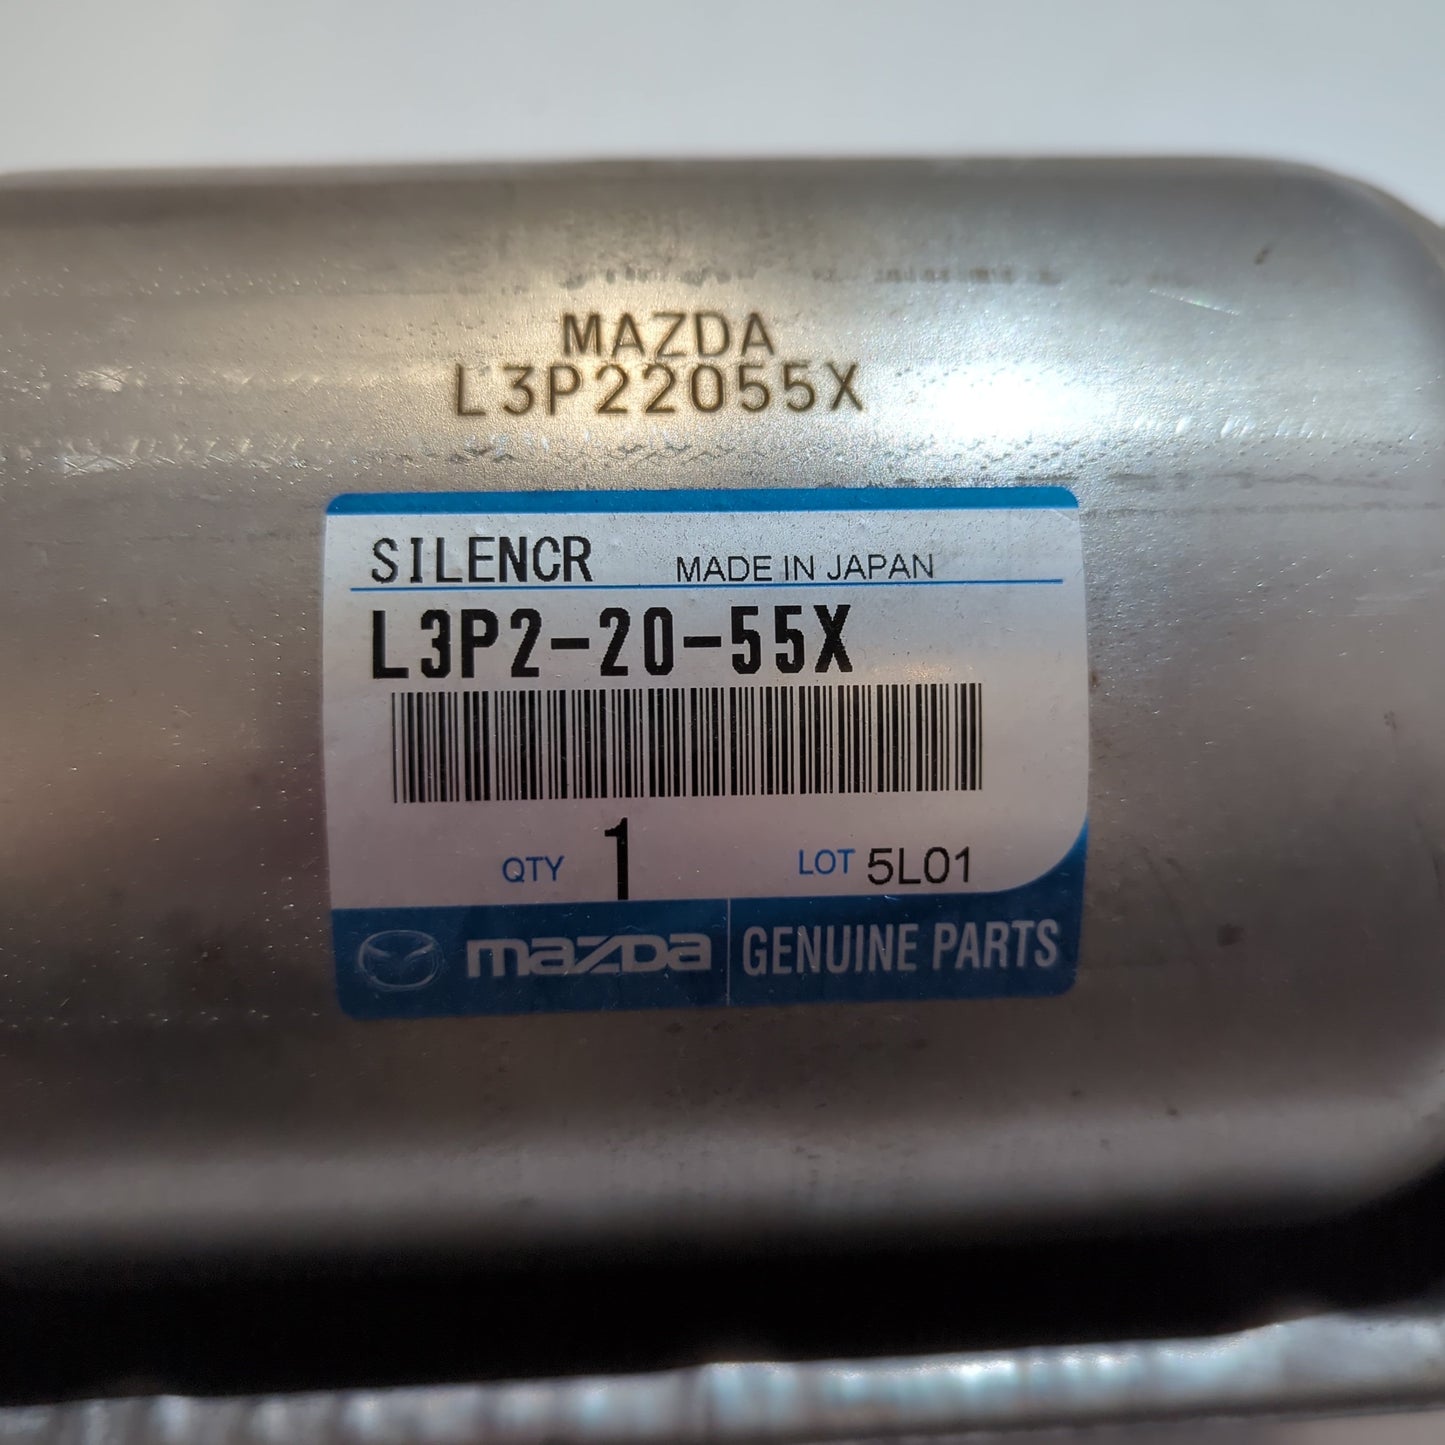 MAZDA
L3P22055X
SILENCR MADE IN JAPAN
L3P2-20-55X
QTY 1 LOT 5L01
mazda GENUINE PARTS